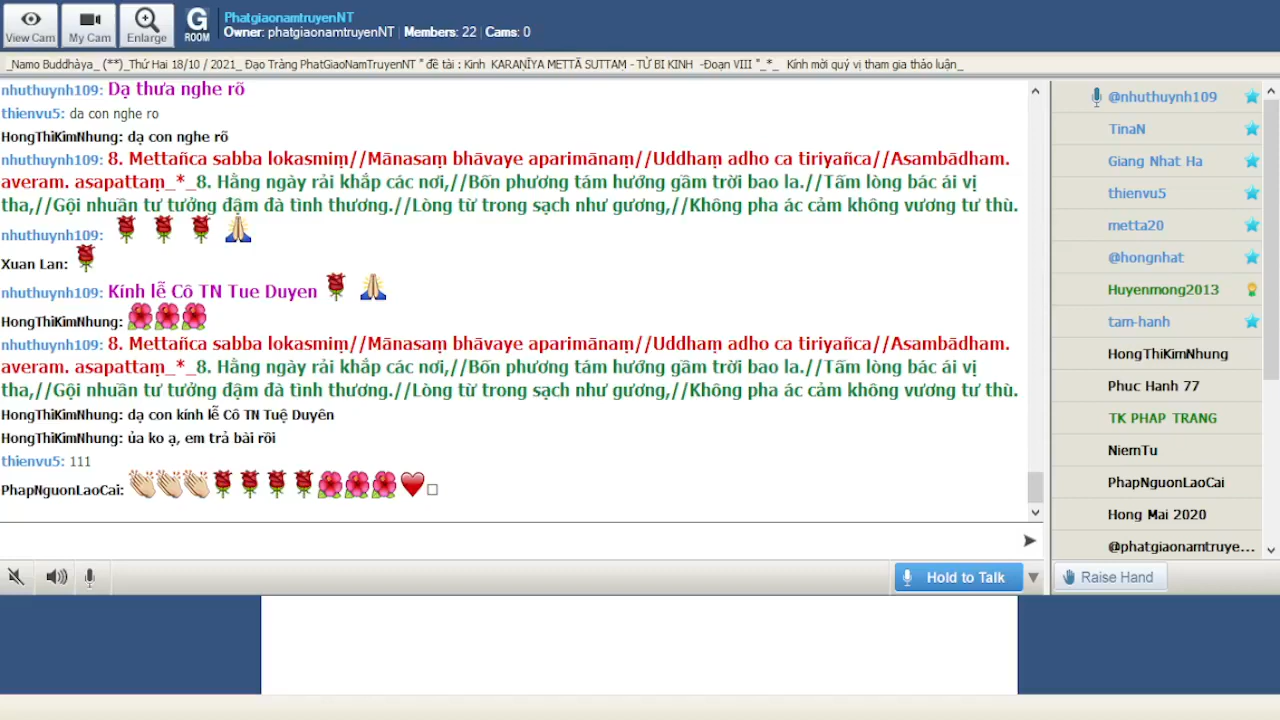 View Cam
My Cam
Enlarge
G
ROOM
PhatgiaonamtruyenNT
Owner: phatgiaonamtruyenNT | Members: 22 | Cams: 0
_Namo Buddhàya_ (**)_Thứ Hai 18/10 / 2021_ Đạo Tràng PhatGiaoNamTruyenNT " đề tài : Kinh KARAṆĪYA METTĀ SUTTAṂ - TỪ BI KINH -Đoạn VIII "_*_ Kính mời quý vị tham gia thảo luận_
nhuthuynh109: Dạ thưa nghe rõ
thienvu5: da con nghe ro
HongThiKimNhung: dạ con nghe rõ
nhuthuynh109: 8. Mettañca sabba lokasmiṃ//Mānasaṃ bhāvaye aparimānaṃ//Uddhaṃ adho ca tiriyañca//Asambādham.
averam. asapattaṃ_*_8. Hằng ngày rải khắp các nơi,//Bốn phương tám hướng gầm trời bao la.//Tấm lòng bác ái vị
tha,//Gội nhuần tư tưởng đậm đà tình thương.//Lòng từ trong sạch như gương,//Không pha ác cảm không vương tư thù.
nhuthuynh109: 🌹 🌹 🌹 🙏
Xuan Lan: 🌹
nhuthuynh109: Kính lễ Cô TN Tue Duyen 🌹 🙏
HongThiKimNhung: 🌺🌺🌺
nhuthuynh109: 8. Mettañca sabba lokasmiṃ//Mānasaṃ bhāvaye aparimānaṃ//Uddhaṃ adho ca tiriyañca//Asambādham.
averam. asapattaṃ_*_8. Hằng ngày rải khắp các nơi,//Bốn phương tám hướng gầm trời bao la.//Tấm lòng bác ái vị
tha,//Gội nhuần tư tưởng đậm đà tình thương.//Lòng từ trong sạch như gương,//Không pha ác cảm không vương tư thù.
HongThiKimNhung: dạ con kính lễ Cô TN Tuệ Duyên
HongThiKimNhung: ủa ko ạ, em trả bài rồi
thienvu5: 111
PhapNguonLaoCai: 👏👏👏🌹🌹🌹🌹🌺🌺🌺❤□
@nhuthuynh109
TinaN
Giang Nhat Ha
thienvu5
metta20
@hongnhat
Huyenmong2013
tam-hanh
HongThiKimNhung
Phuc Hanh 77
TK PHAP TRANG
NiemTu
PhapNguonLaoCai
Hong Mai 2020
@phatgiaonamtruye...
Hold to Talk
Raise Hand